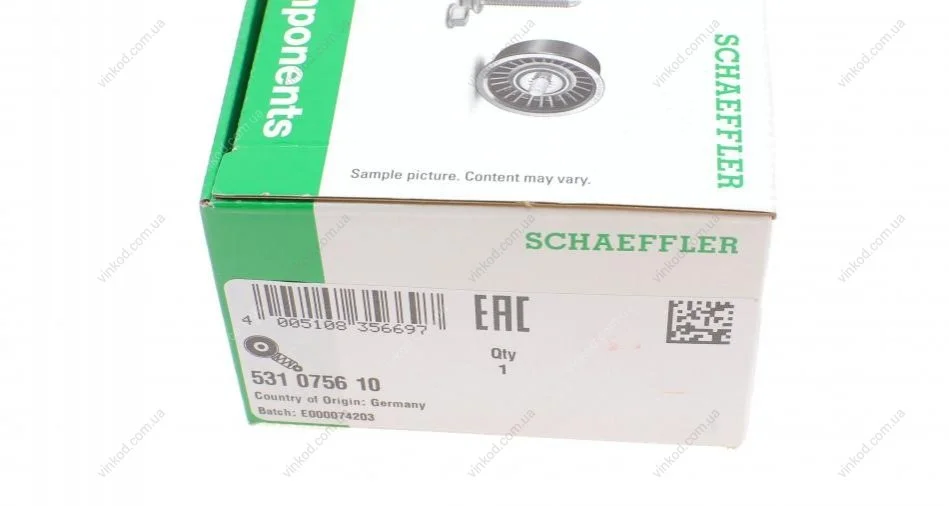 mponents
SCHAEFFLER
Sample picture. Content may vary.
SCHAEFFLER
4 005108 356697
EAC
Qty
1
531 0756 10
Country of Origin: Germany
Batch: E000074203
vinkod.com.ua